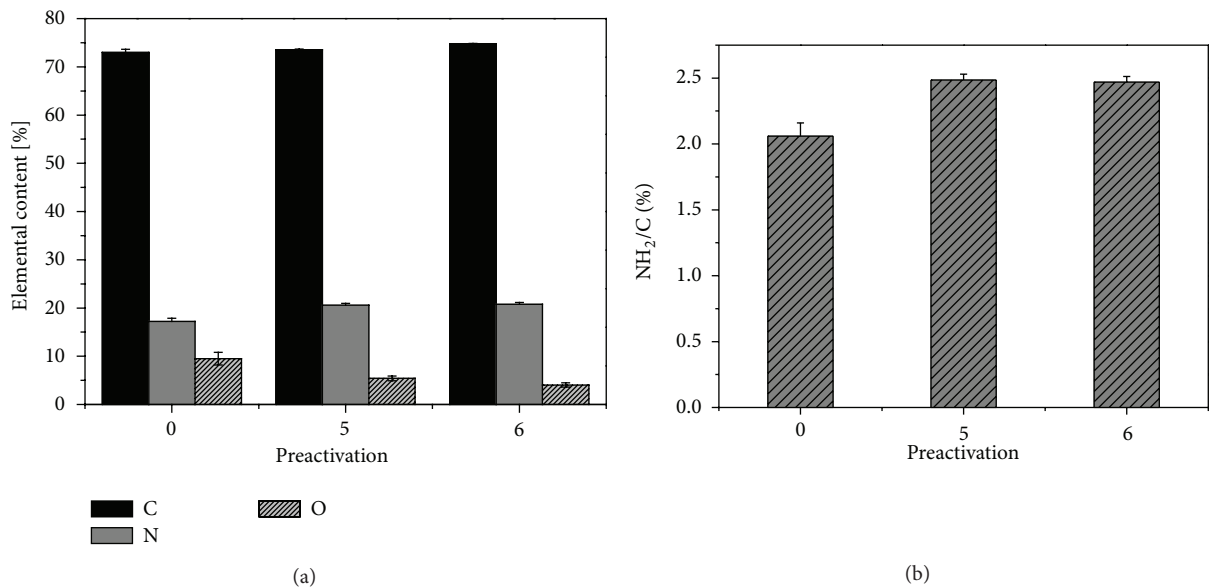 80
70
60
50
40
30
20
10
0
Elemental content [%]
0 5 6
Preactivation
C
N
O
(a)
2.5
2.0
1.5
1.0
0.5
0.0
NH₂/C (%)
0 5 6
Preactivation
(b)